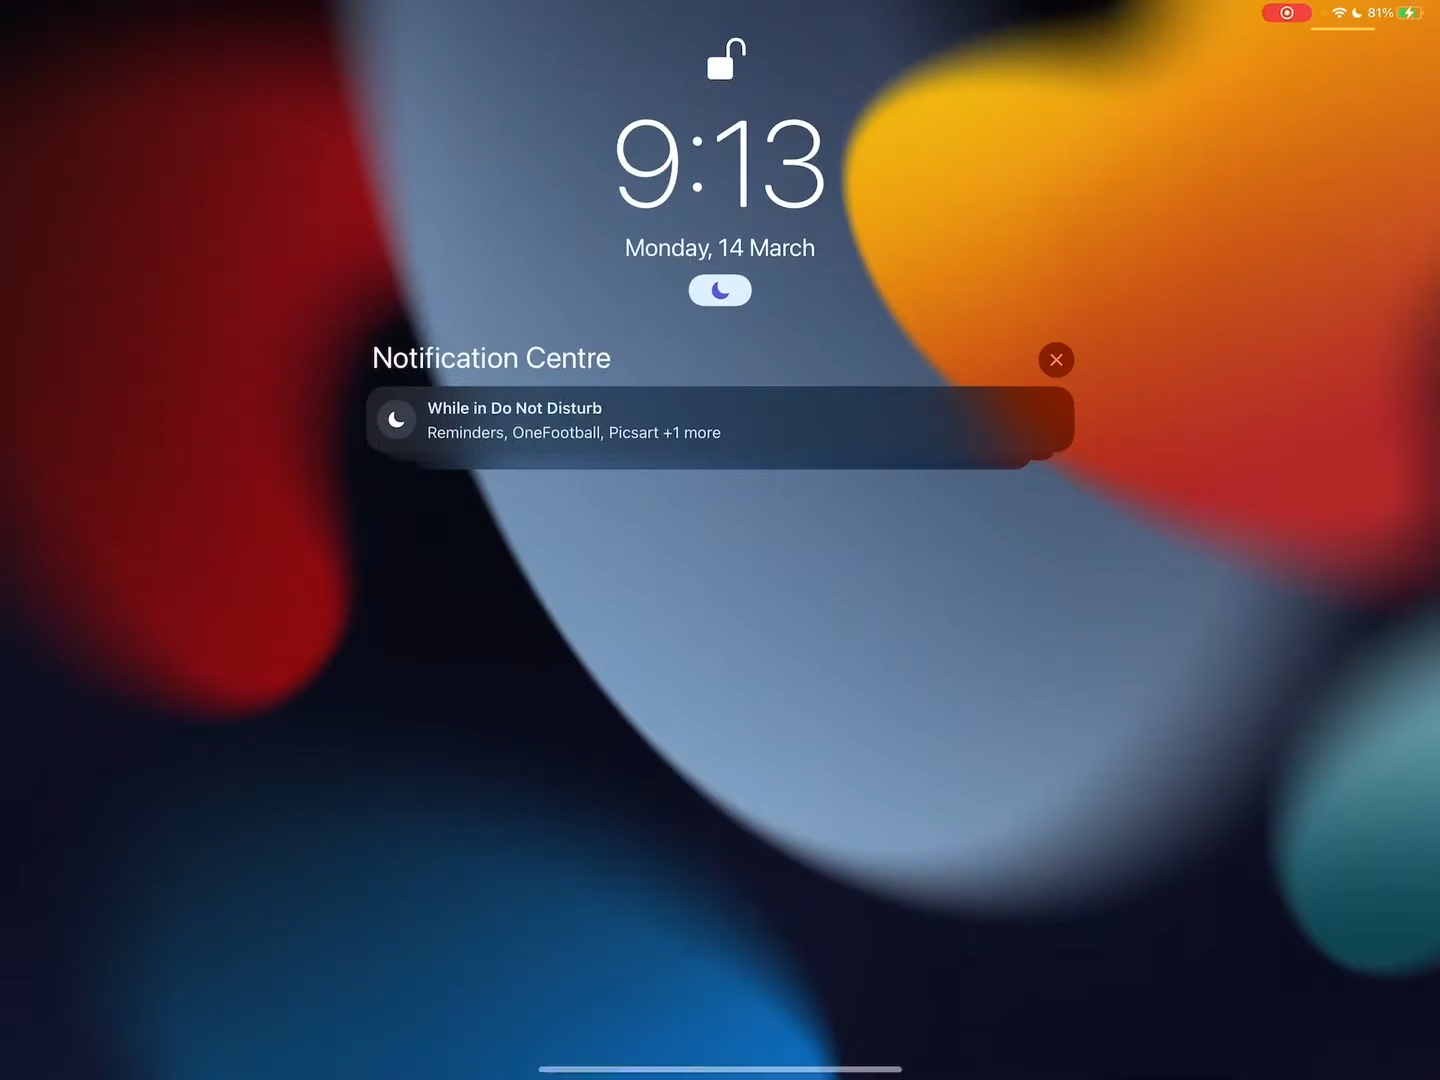 81%
9:13
Monday, 14 March
Notification Centre
While in Do Not Disturb
Reminders, OneFootball, Picsart +1 more